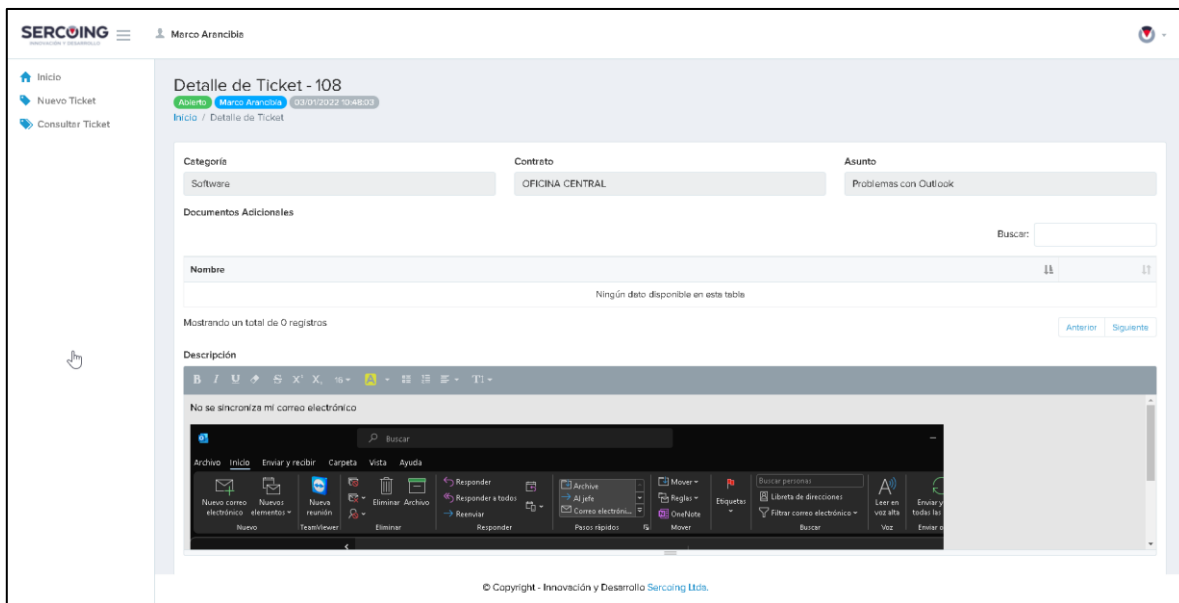 SERCOING
INNOVACIÓN Y DESARROLLO
Marco Arancibia
Inicio
Nuevo Ticket
Consultar Ticket
Detalle de Ticket - 108
Abierto Marco Arancibia 03/01/2022 10:48:03
Inicio / Detalle de Ticket
Categoría Contrato Asunto
Software OFICINA CENTRAL Problemas con Outlook
Documentos Adicionales
Buscar:
Nombre
Ningún dato disponible en esta tabla
Mostrando un total de 0 registros
Anterior Siguiente
Descripción
B I U S X² X₂ 16 A T
No se sincroniza mi correo electrónico
Buscar
Archivo Inicio Enviar y recibir Carpeta Vista Ayuda
Nuevo correo electrónico
Nuevos elementos
Nueva reunión
Eliminar Archivo
Responder
Responder a todos
Reenviar
Archive
Al jefe
Correo electróni...
Mover
Reglas
OneNote
Etiquetas
Buscar personas
Libreta de direcciones
Filtrar correo electrónico
Leer en voz alta
Enviar y
todas las
Nuevo TeamViewer Eliminar Responder Pasos rápidos Mover Buscar Voz Enviar
© Copyright - Innovación y Desarrollo Sercoing Ltda.